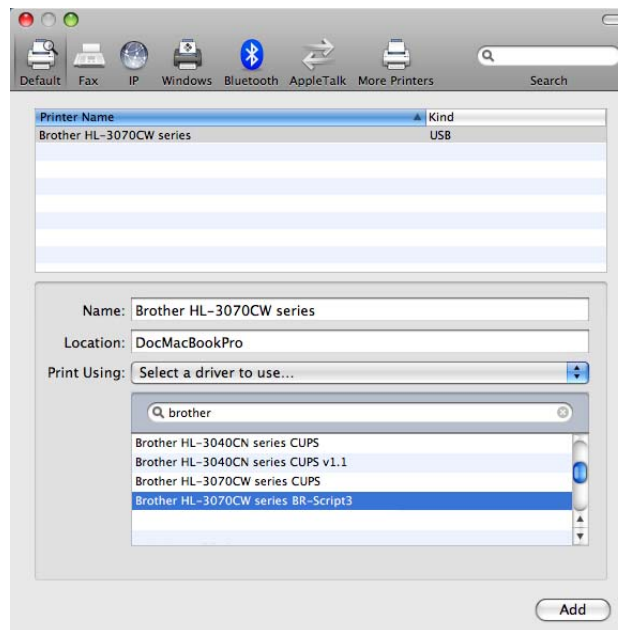 Default Fax IP Windows Bluetooth AppleTalk More Printers Search
Printer Name Kind
Brother HL-3070CW series USB
Name: Brother HL-3070CW series
Location: DocMacBookPro
Print Using: Select a driver to use...
brother
Brother HL-3040CN series CUPS
Brother HL-3040CN series CUPS v1.1
Brother HL-3070CW series CUPS
Brother HL-3070CW series BR-Script3
Add